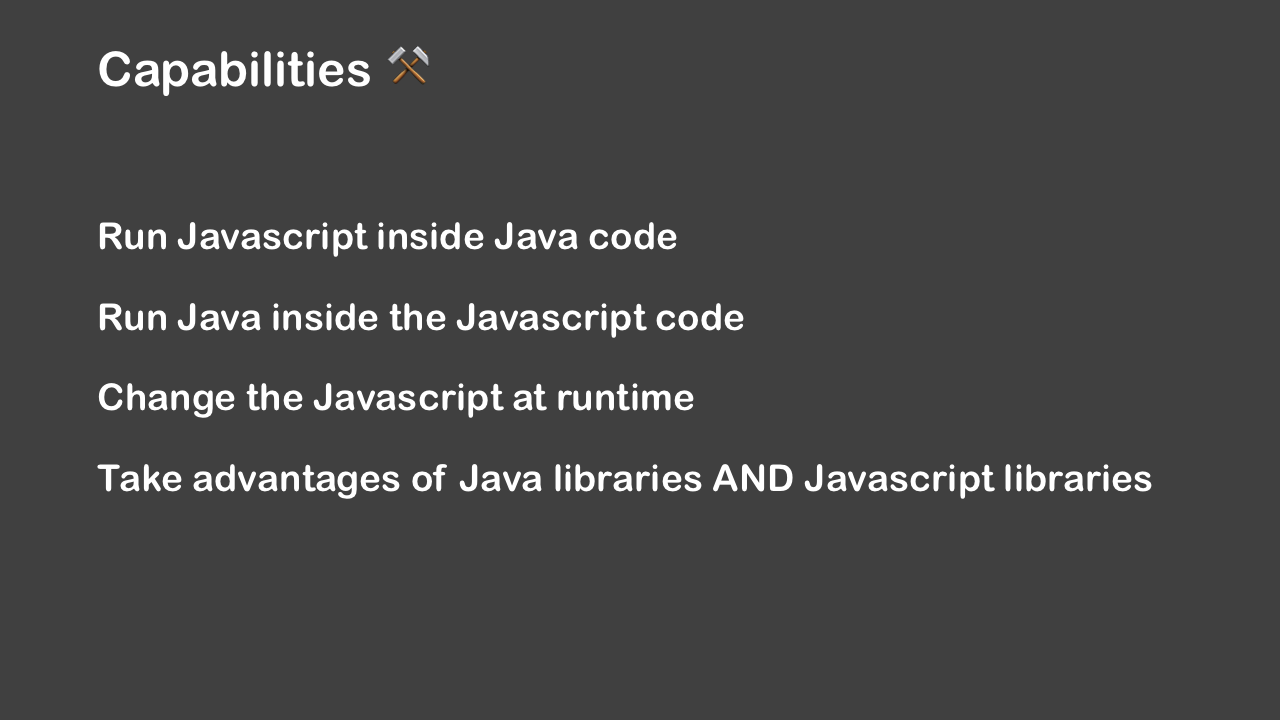 Capabilities ⚒
Run Javascript inside Java code
Run Java inside the Javascript code
Change the Javascript at runtime
Take advantages of Java libraries AND Javascript libraries